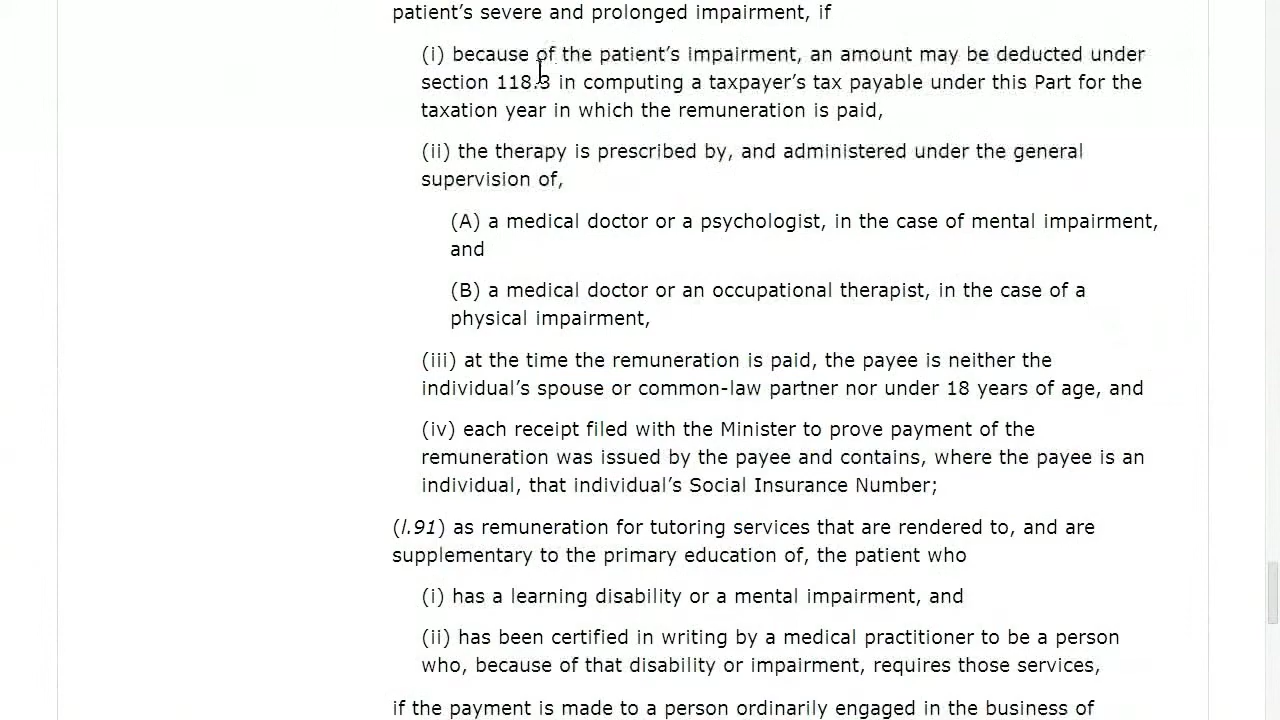 patient’s severe and prolonged impairment, if
(i) because of the patient’s impairment, an amount may be deducted under
section 118.3 in computing a taxpayer’s tax payable under this Part for the
taxation year in which the remuneration is paid,
(ii) the therapy is prescribed by, and administered under the general
supervision of,
(A) a medical doctor or a psychologist, in the case of mental impairment,
and
(B) a medical doctor or an occupational therapist, in the case of a
physical impairment,
(iii) at the time the remuneration is paid, the payee is neither the
individual’s spouse or common-law partner nor under 18 years of age, and
(iv) each receipt filed with the Minister to prove payment of the
remuneration was issued by the payee and contains, where the payee is an
individual, that individual’s Social Insurance Number;
(l.91) as remuneration for tutoring services that are rendered to, and are
supplementary to the primary education of, the patient who
(i) has a learning disability or a mental impairment, and
(ii) has been certified in writing by a medical practitioner to be a person
who, because of that disability or impairment, requires those services,
if the payment is made to a person ordinarily engaged in the business of